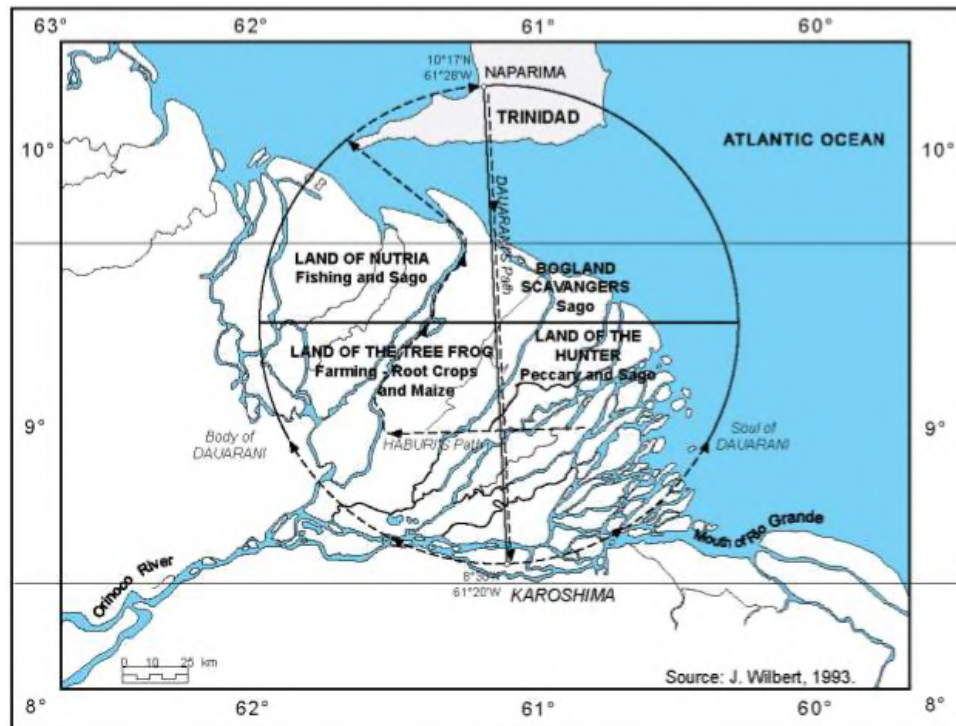 63°
62°
61°
60°
10°17'N
61°28'W
NAPARIMA
TRINIDAD
ATLANTIC OCEAN
10°
10°
DAUARANI'S Path
LAND OF NUTRIA
Fishing and Sago
BOGLAND
SCAVANGERS
Sago
LAND OF THE TREE FROG
Farming - Root Crops
and Maize
LAND OF THE
HUNTER
Peccary and Sago
9°
9°
Body of
DAUARANI
HABURI'S Path
Soul of
DAUARANI
Mouth of Rio Grande
Orinoco River
61°20'W
KAROSHIMA
0 10 25 km
Source: J. Wilbert, 1993.
8°
8°
62°
61°
60°